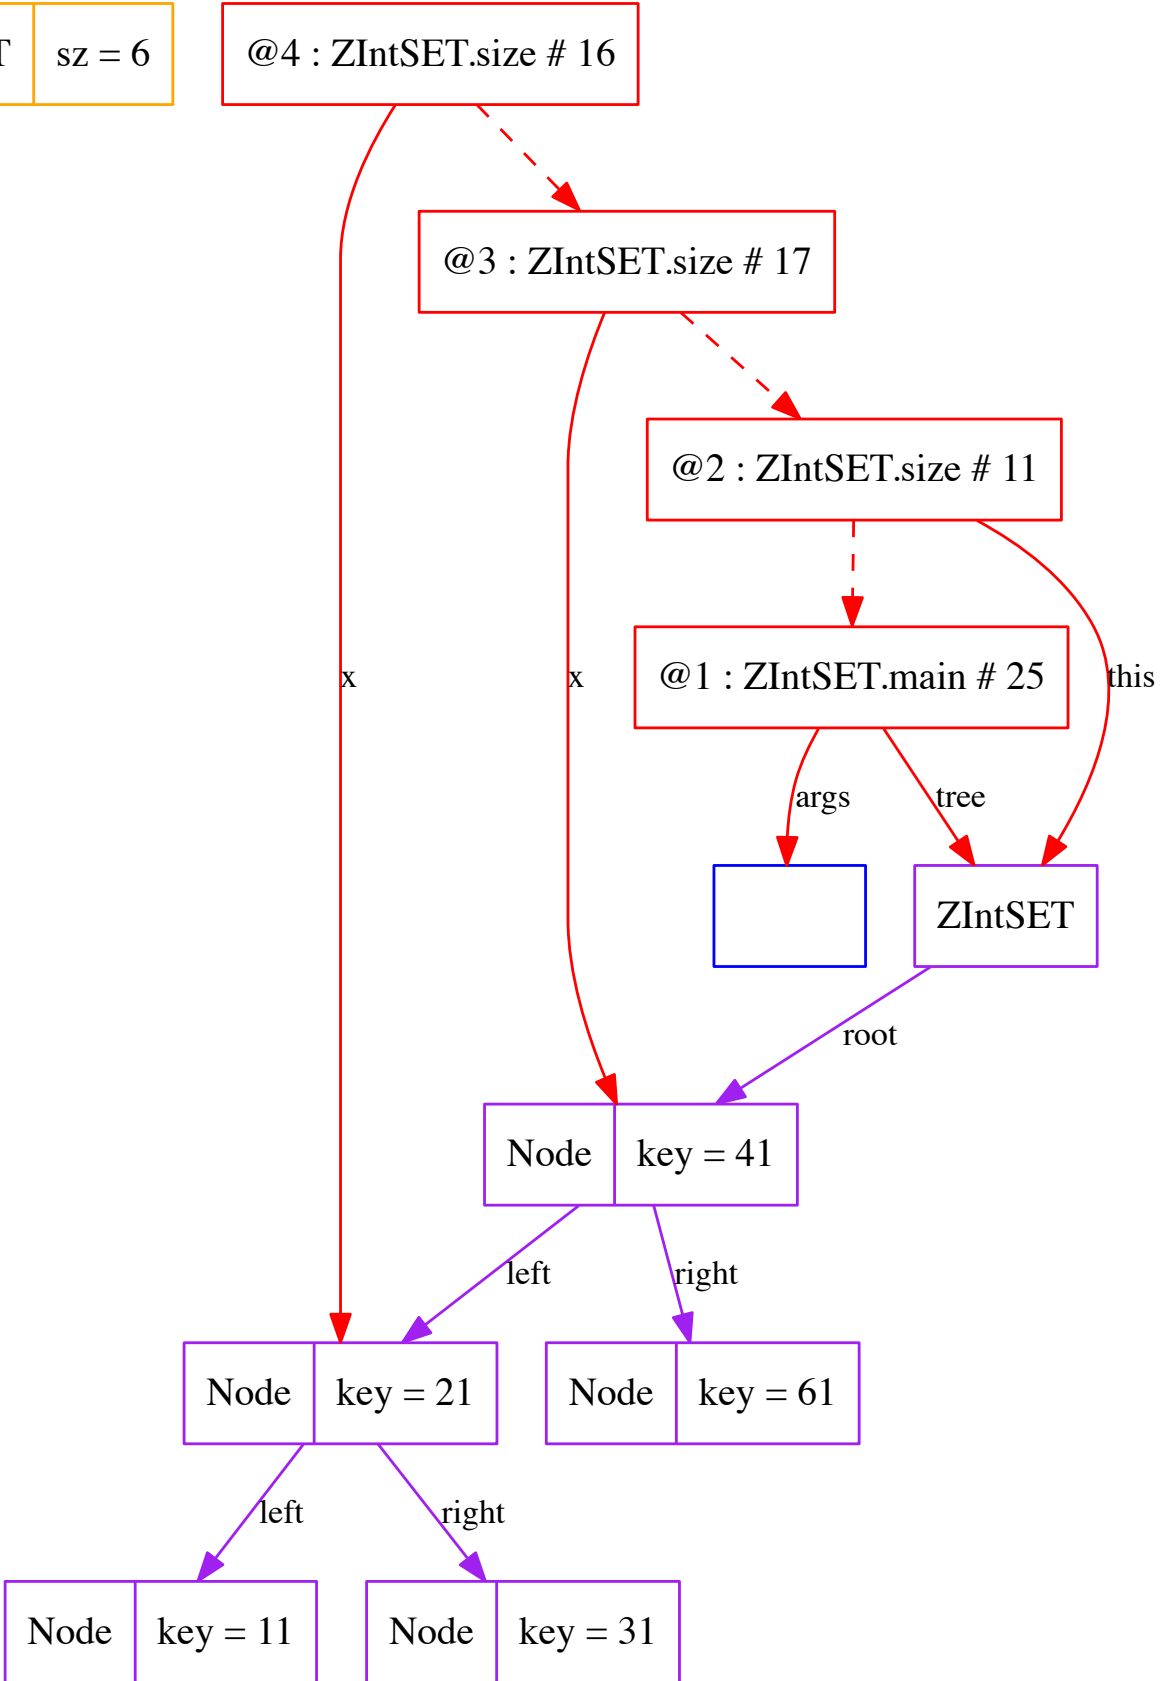 sz = 6
@4 : ZIntSET.size # 16
@3 : ZIntSET.size # 17
@2 : ZIntSET.size # 11
@1 : ZIntSET.main # 25
x
x
this
args
tree
ZIntSET
root
Node
key = 41
left
right
Node
key = 21
Node
key = 61
left
right
Node
key = 11
Node
key = 31